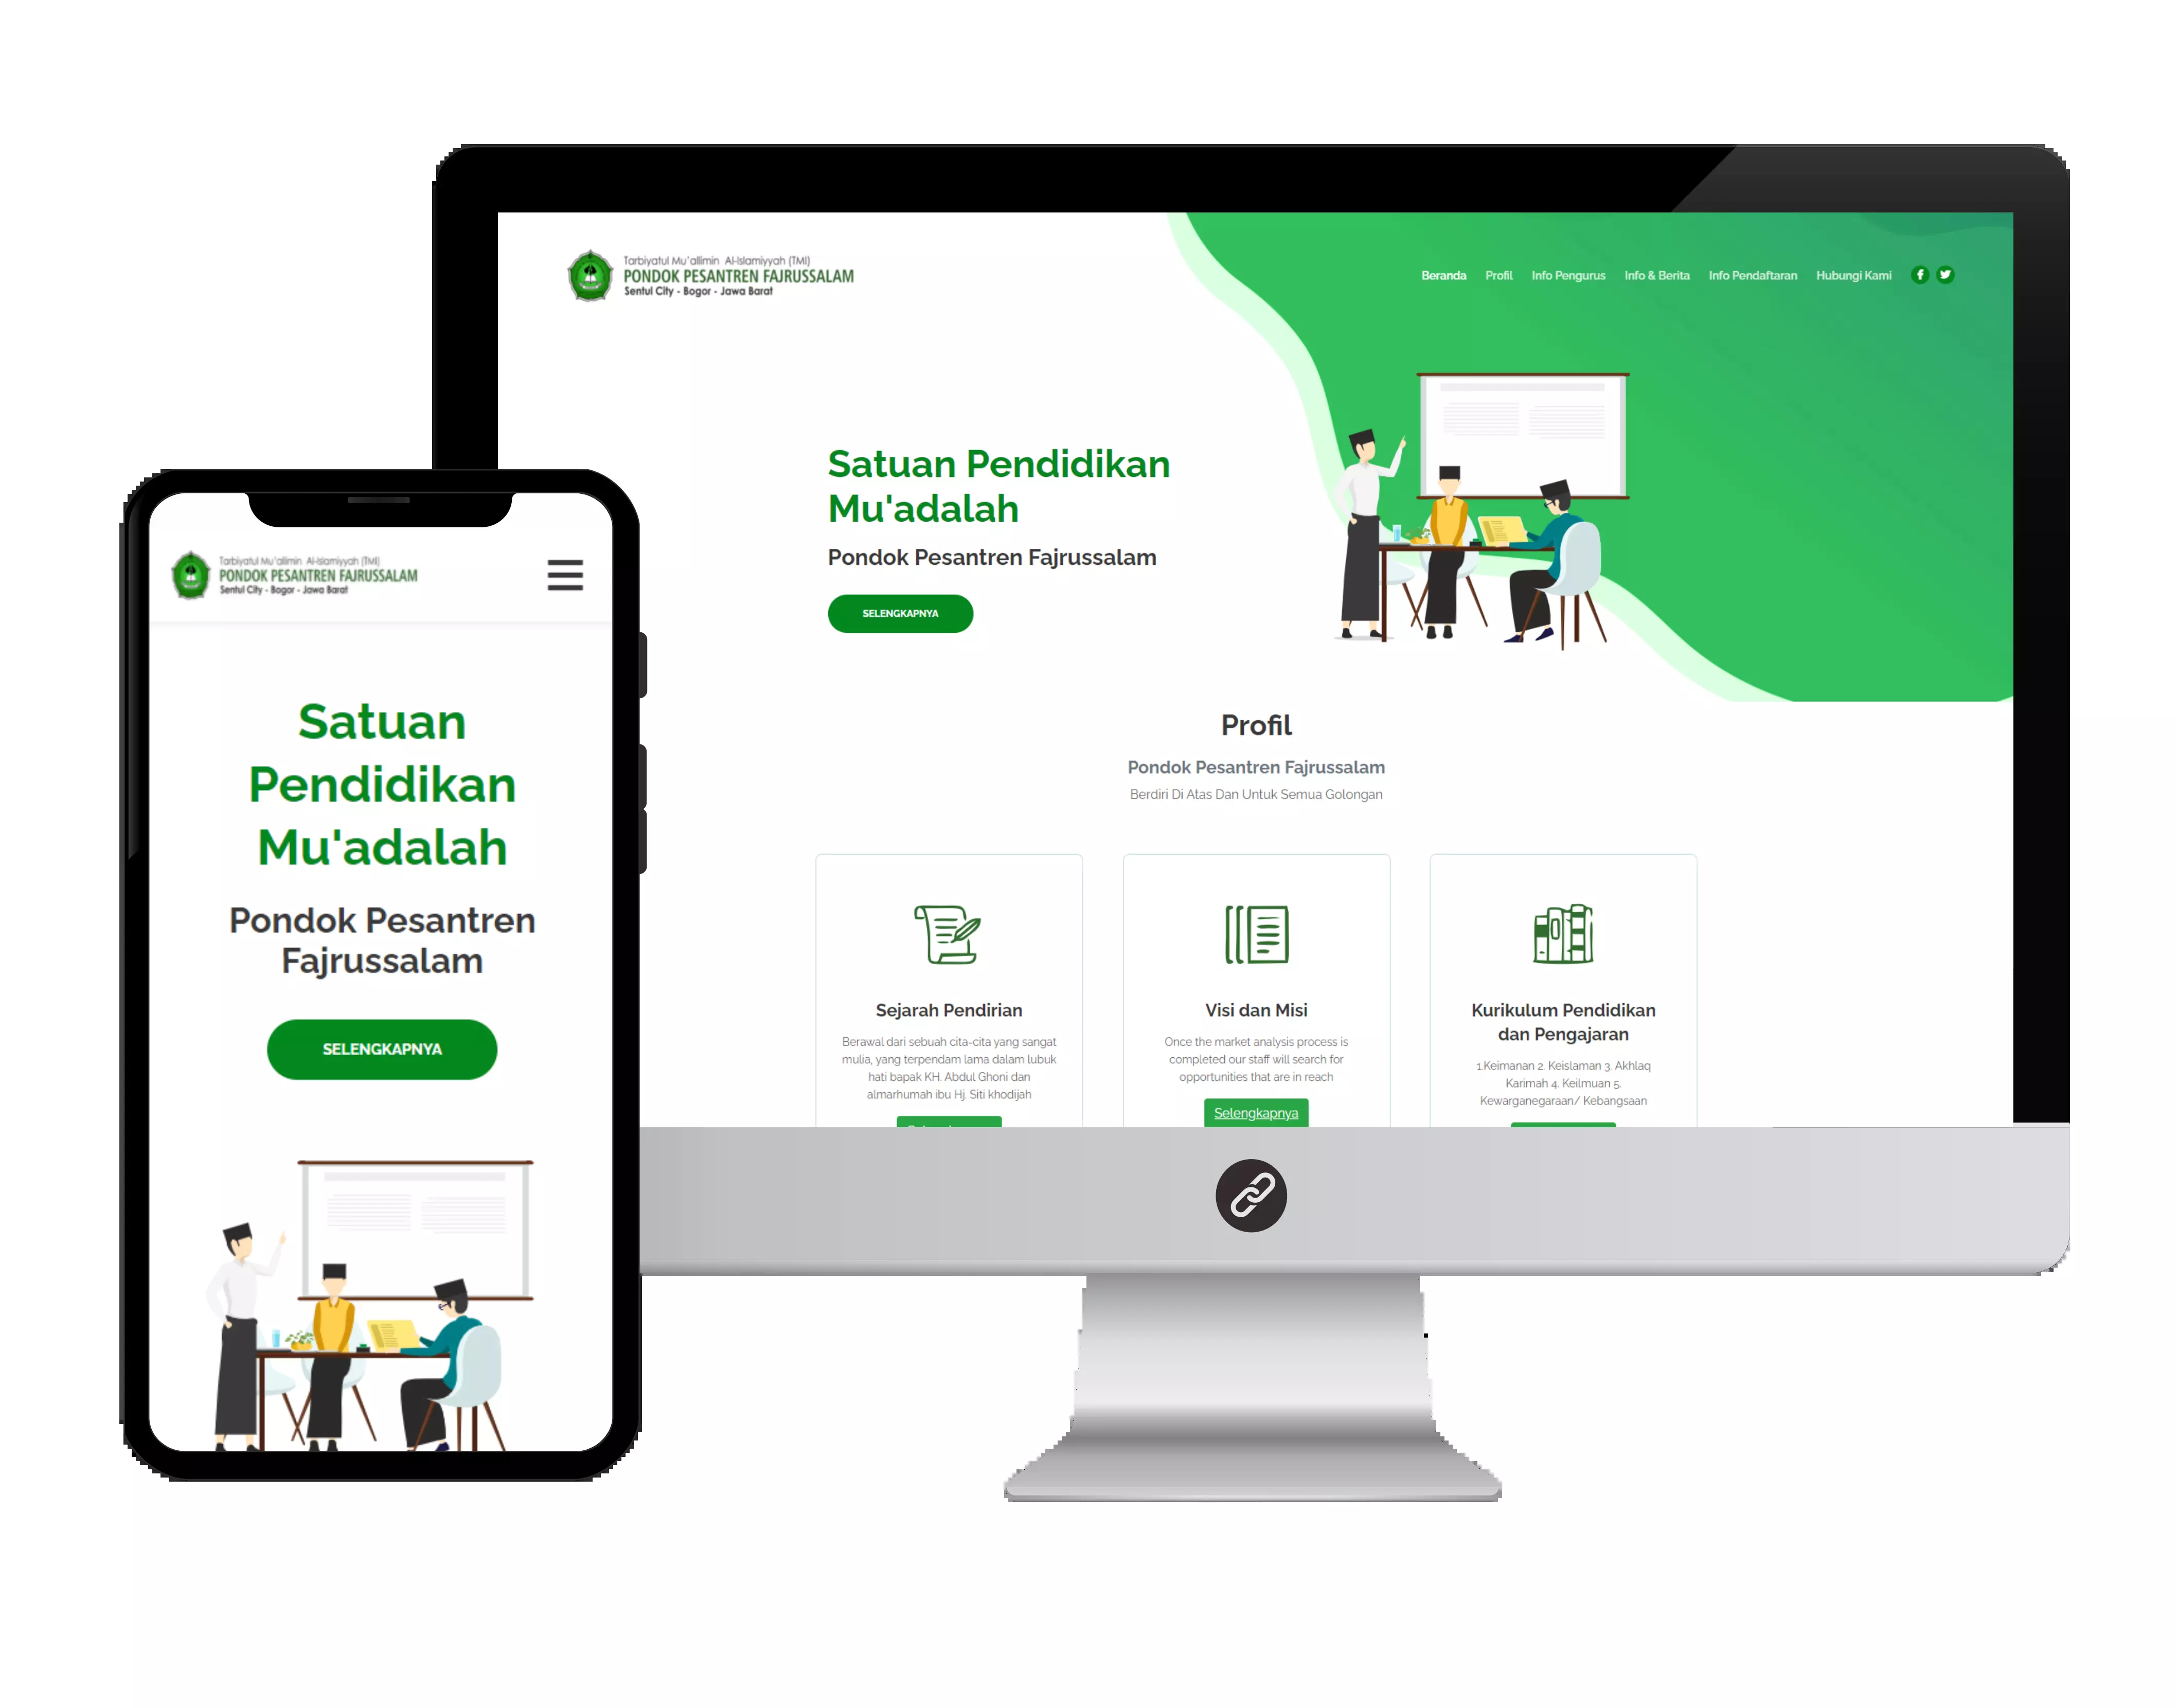 Tarbiyatul Mu'allimin Al-Islamiyyah (TMI)
PONDOK PESANTREN FAJRUSSALAM
Sentul City - Bogor - Jawa Barat
Beranda Profil Info Pengurus Info & Berita Info Pendaftaran Hubungi Kami
Satuan Pendidikan
Mu'adalah
Pondok Pesantren Fajrussalam
SELENGKAPNYA
Profil
Pondok Pesantren Fajrussalam
Berdiri Di Atas Dan Untuk Semua Golongan
Sejarah Pendirian
Berawal dari sebuah cita-cita yang sangat
mulia, yang terpendam lama dalam lubuk
hati bapak KH. Abdul Ghoni dan
almarhumah ibu Hj. Siti khodijah
Visi dan Misi
Once the market analysis process is
completed our staff will search for
opportunities that are in reach
Selengkapnya
Kurikulum Pendidikan
dan Pengajaran
1.Keimanan 2. Keislaman 3. Akhlaq
Karimah 4. Keilmuan 5.
Kewarganegaraan/ Kebangsaan
Tarbiyatul Mu'allimin Al-Islamiyyah (TMI)
PONDOK PESANTREN FAJRUSSALAM
Sentul City - Bogor - Jawa Barat
Satuan
Pendidikan
Mu'adalah
Pondok Pesantren
Fajrussalam
SELENGKAPNYA